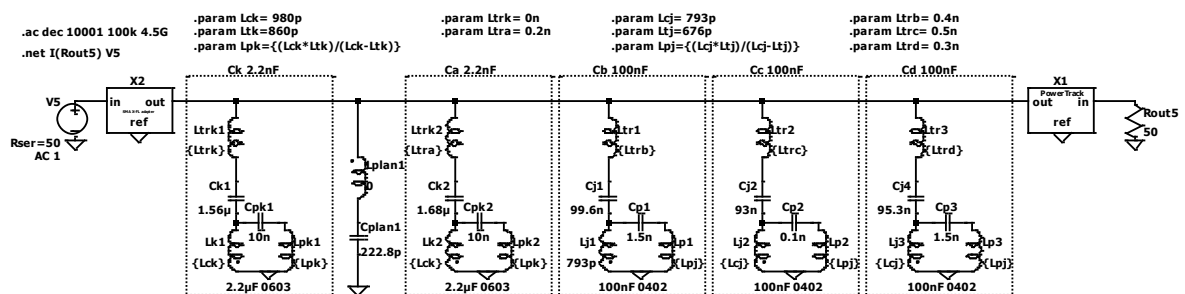 .ac dec 10001 100k 4.5G
.net I(Rout5) V5
.param Lck= 980p
.param Ltk=860p
.param Lpk={(Lck*Ltk)/(Lck-Ltk)}
.param Ltrk= 0n
.param Ltra= 0.2n
.param Lcj= 793p
.param Ltj=676p
.param Lpj={(Lcj*Ltj)/(Lcj-Ltj)}
.param Ltrb= 0.4n
.param Ltrc= 0.5n
.param Ltrd= 0.3n
Ck 2.2nF
Ca 2.2nF
Cb 100nF
Cc 100nF
Cd 100nF
X2
in out
ref
V5
Rser=50
AC 1
X1
PowerTrack
out in
ref
Rout5
50
Ltrk1
{Ltrk}
Ck1
1.56µ
Cpk1
10n
Lk1
{Lck}
Lpk1
{Lpk}
2.2µF 0603
Lplan1
0
Cplan1
222.8p
Ltrk2
{Ltra}
Ck2
1.68µ
Cpk2
10n
Lk2
{Lck}
Lpk2
{Lpk}
2.2µF 0603
Ltr1
{Ltrb}
Cj1
99.6n
Cp1
1.5n
Lj1
793p
Lp1
{Lpj}
100nF 0402
Ltr2
{Ltrc}
Cj2
93n
Cp2
0.1n
Lj2
{Lcj}
Lp2
{Lpj}
100nF 0402
Ltr3
{Ltrd}
Cj4
95.3n
Cp3
1.5n
Lj3
{Lcj}
Lp3
{Lpj}
100nF 0402